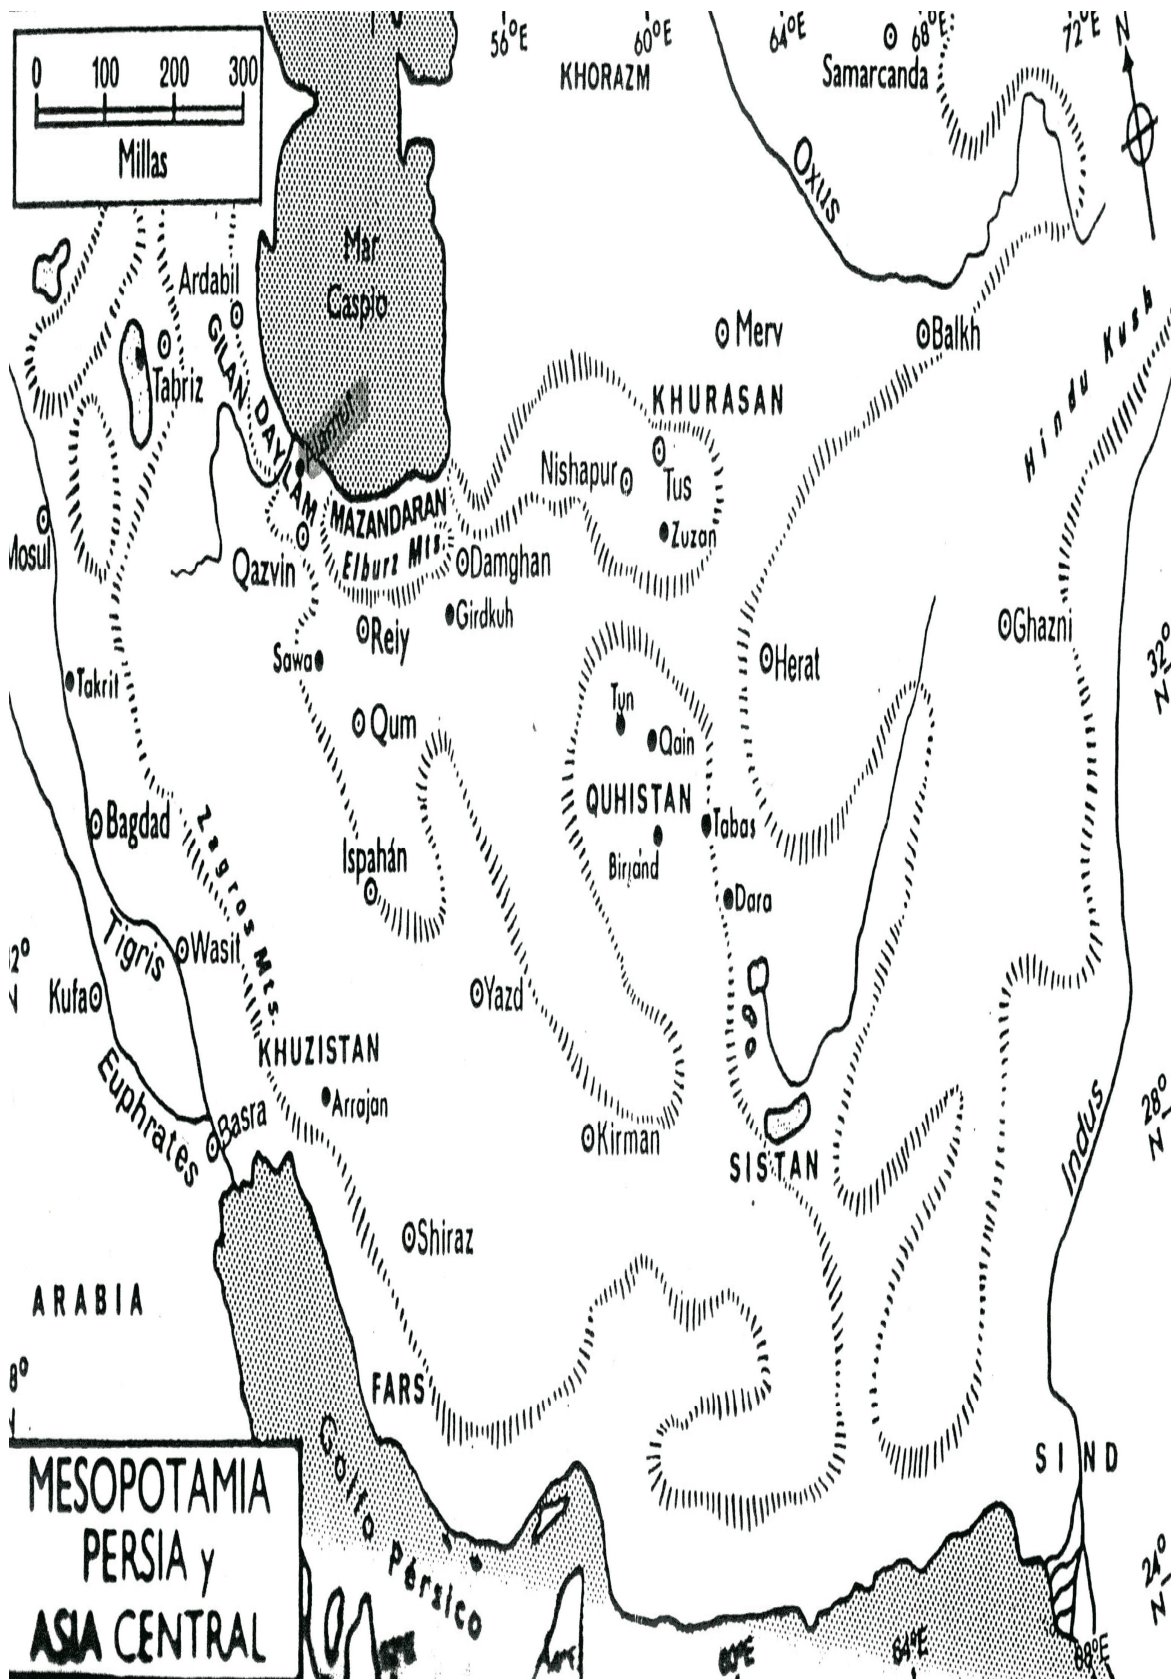 56°E
60°E
64°E
68°E
72°E
N
0 100 200 300
Millas
KHORAZM
Samarcanda
Oxus
Mar
Caspio
Ardabil
GILAN
Tabriz
DAYLAM
Alamut
Merv
Balkh
Hindu Kush
KHURASAN
Nishapur
Tus
Zuzan
MAZANDARAN
Elburz Mts.
Mosul
Qazvin
Damghan
Girdkuh
Reiy
Sawa
Ghazni
Herat
32°
N
Takrit
Qum
Tun
Qain
QUHISTAN
Tabas
Birjand
Bagdad
Zagros Mts.
Ispahán
Dara
Tigris
Wasit
2°
N
Kufa
Yazd
KHUZISTAN
Arrajan
Euphrates
Basra
Kirman
SISTAN
28°
N
Indus
Shiraz
ARABIA
8°
FARS
SIND
Golfo Pérsico
MESOPOTAMIA
PERSIA y
ASIA CENTRAL
24°
N
60°E
64°E
68°E